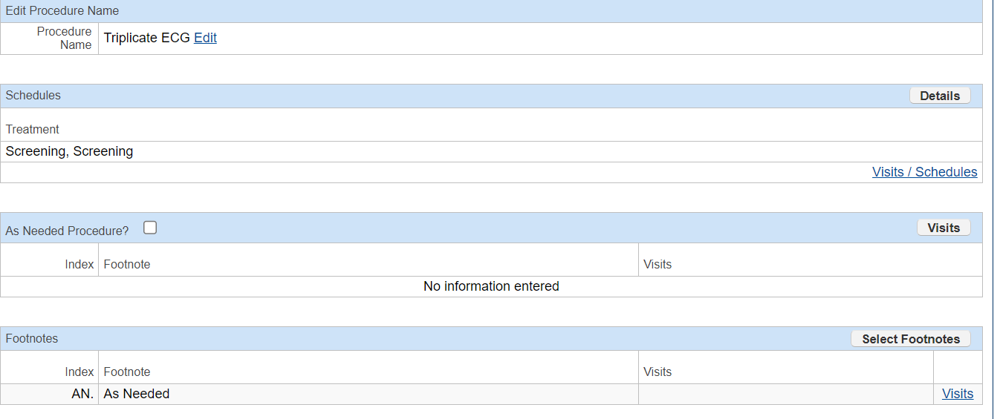 Edit Procedure Name
Procedure
Name
Triplicate ECG Edit
Schedules Details
Treatment
Screening, Screening
Visits / Schedules
As Needed Procedure? Visits
Index Footnote Visits
No information entered
Footnotes Select Footnotes
Index Footnote Visits
AN. As Needed Visits